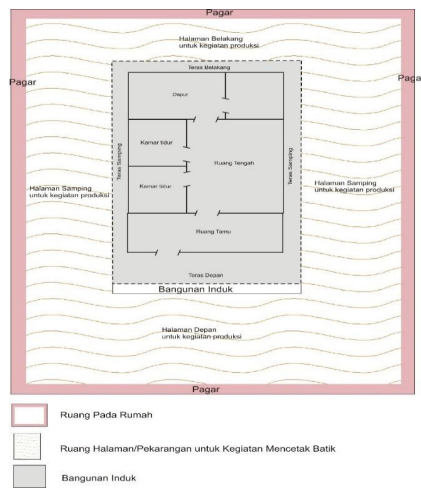 Pagar
Halaman Belakang
untuk kegiatan produksi
Teras Belakang
Pagar
Paga
Dapur
Kamar tidur
Teras Samping
Ruang Tengah
Teras Samping
Kamar tidur
Halaman Samping
untuk kegiatan produksi
Halaman Samping
untuk kegiatan produksi
Ruang Tamu
Teras Depan
Bangunan Induk
Halaman Depan
untuk kegiatan produksi
Pagar
Ruang Pada Rumah
Ruang Halaman/Pekarangan untuk Kegiatan Mencetak Batik
Bangunan Induk